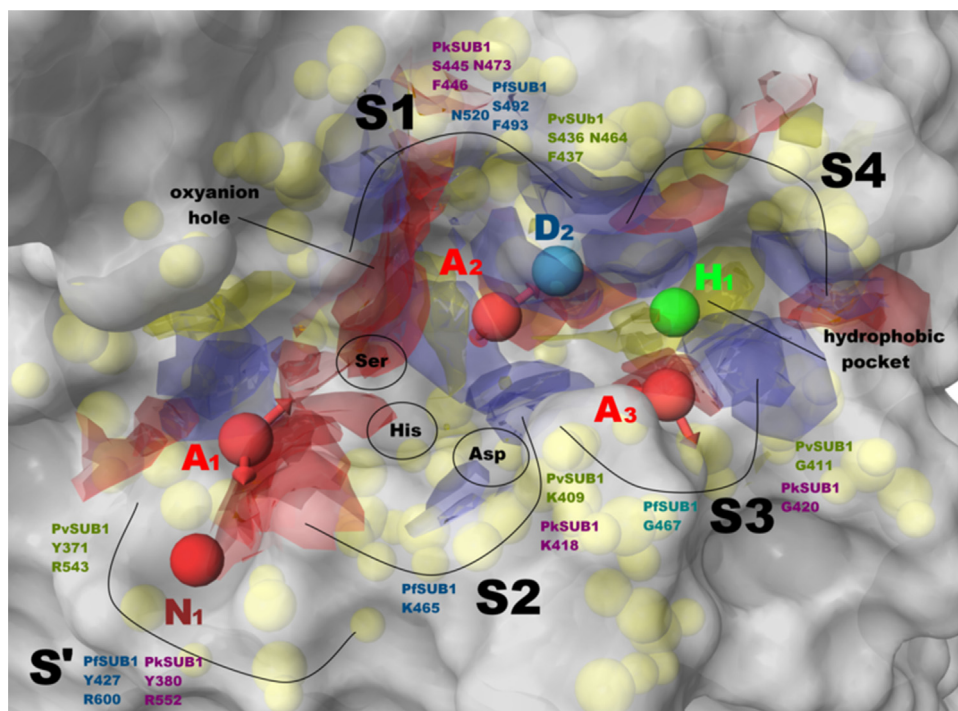 PkSUB1
S445 N473
F446
PfSUB1
S492
N520
F493
S1
PvSUb1
S436 N464
F437
S4
oxyanion
hole
D2
A2
H1
hydrophobic
pocket
Ser
His
Asp
A1
A3
PvSUB1
G411
PkSUB1
G420
PvSUB1
K409
PkSUB1
K418
PfSUB1
G467
S3
PvSUB1
Y371
R543
PfSUB1
K465
S2
N1
S'
PfSUB1
Y427
R600
PkSUB1
Y380
R552